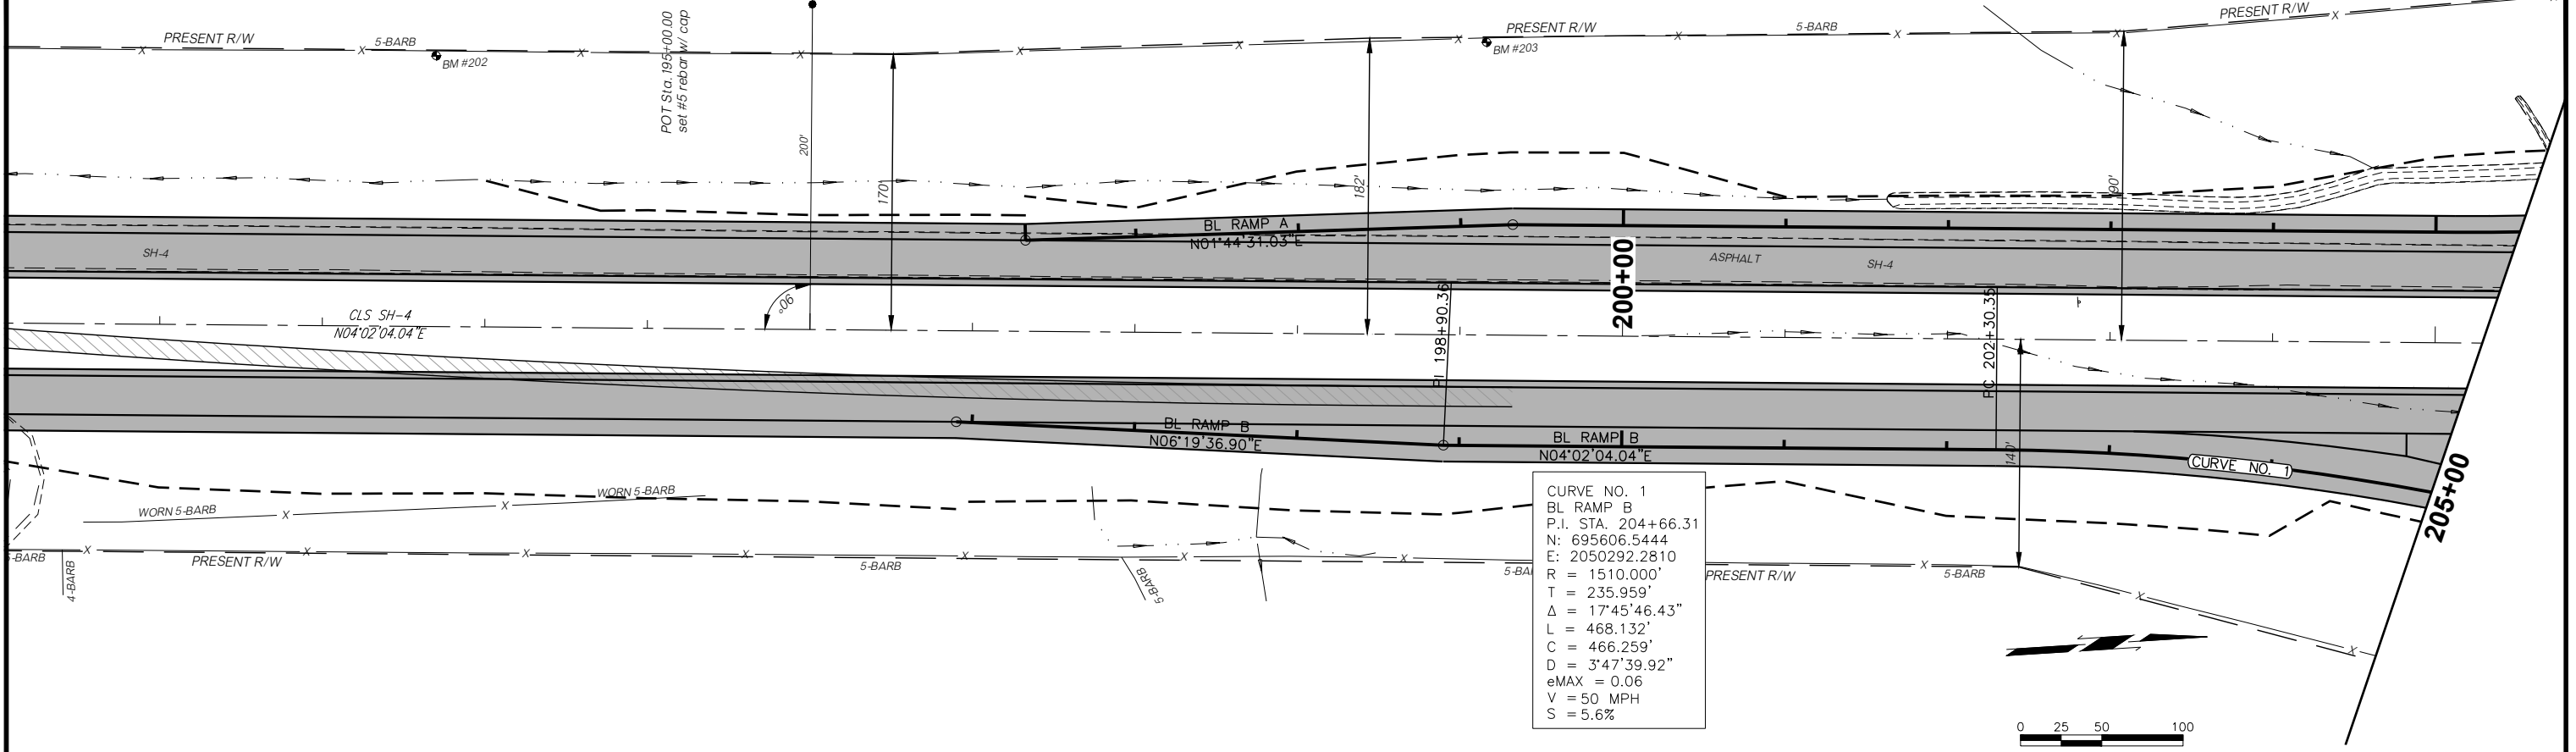 PRESENT R/W
5-BARB
BM #202
POT Sta. 195+00.00
set #5 rebar w/ cap
200'
170'
182'
PRESENT R/W
5-BARB
BM #203
PRESENT R/W
90'
SH-4
BL RAMP A
N01°44'31.03"E
200+00
ASPHALT
SH-4
90°
CLS SH-4
N04°02'04.04"E
PI 198+90.36
PC 202+30.35
BL RAMP B
N06°19'36.90"E
BL RAMP B
N04°02'04.04"E
140'
CURVE NO. 1
205+00
WORN 5-BARB
WORN 5-BARB
5-BARB
4-BARB
PRESENT R/W
5-BARB
5-BARB
5-BA
PRESENT R/W
5-BARB
CURVE NO. 1
BL RAMP B
P.I. STA. 204+66.31
N: 695606.5444
E: 2050292.2810
R = 1510.000'
T = 235.959'
Δ = 17°45'46.43"
L = 468.132'
C = 466.259'
D = 3°47'39.92"
eMAX = 0.06
V = 50 MPH
S = 5.6%
0 25 50 100